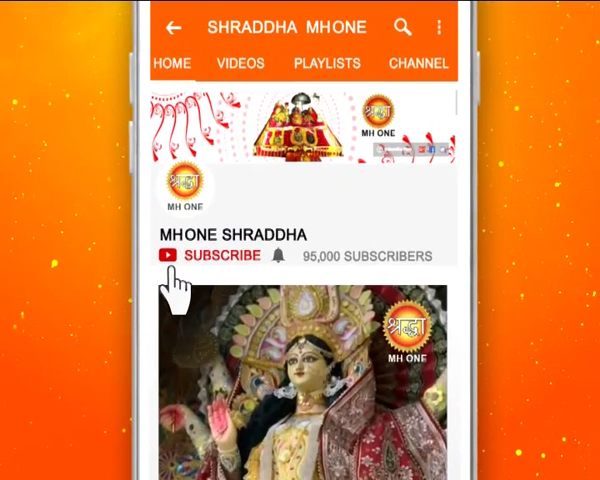 SHRADDHA MHONE
HOME VIDEOS PLAYLISTS CHANNEL
श्रद्धा
MH ONE
श्रद्धा
MH ONE
MHONE SHRADDHA
SUBSCRIBE 95,000 SUBSCRIBERS
श्रद्धा
MH ONE